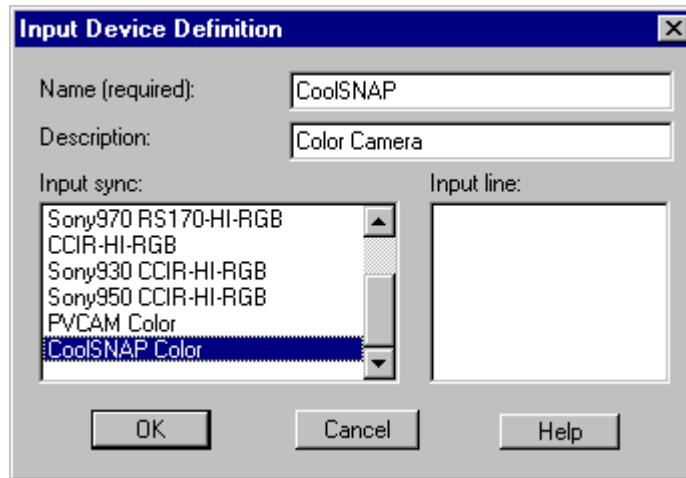 Input Device Definition
Name (required): CoolSNAP
Description: Color Camera
Input sync: Input line:
Sony970 RS170-HI-RGB
CCIR-HI-RGB
Sony930 CCIR-HI-RGB
Sony950 CCIR-HI-RGB
PVCAM Color
CoolSNAP Color
OK Cancel Help